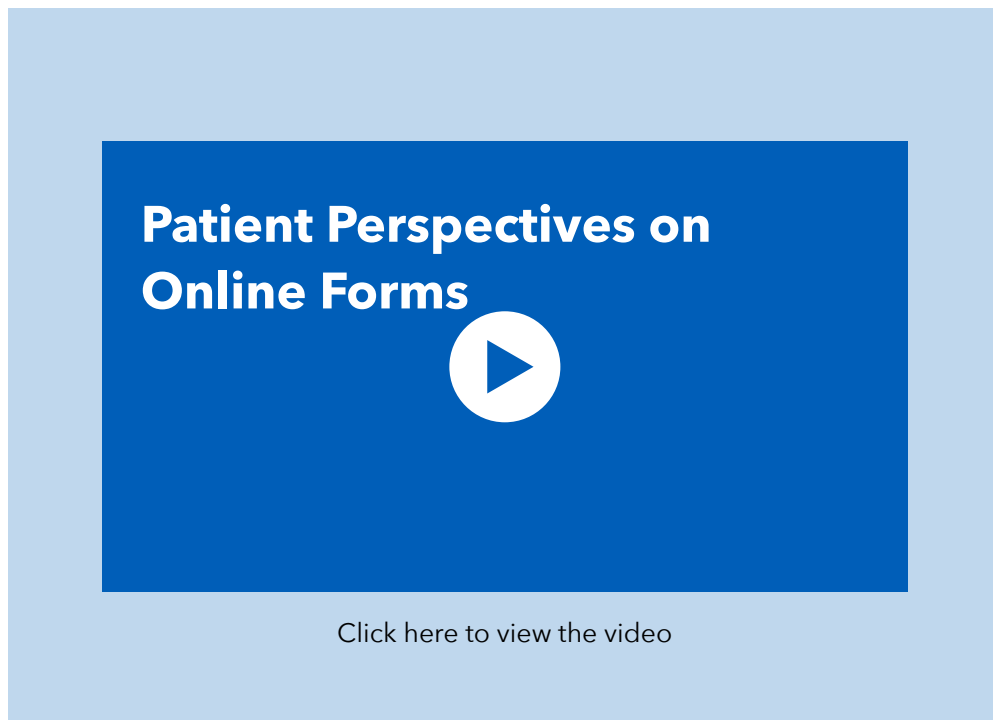 Patient Perspectives on
Online Forms
Click here to view the video